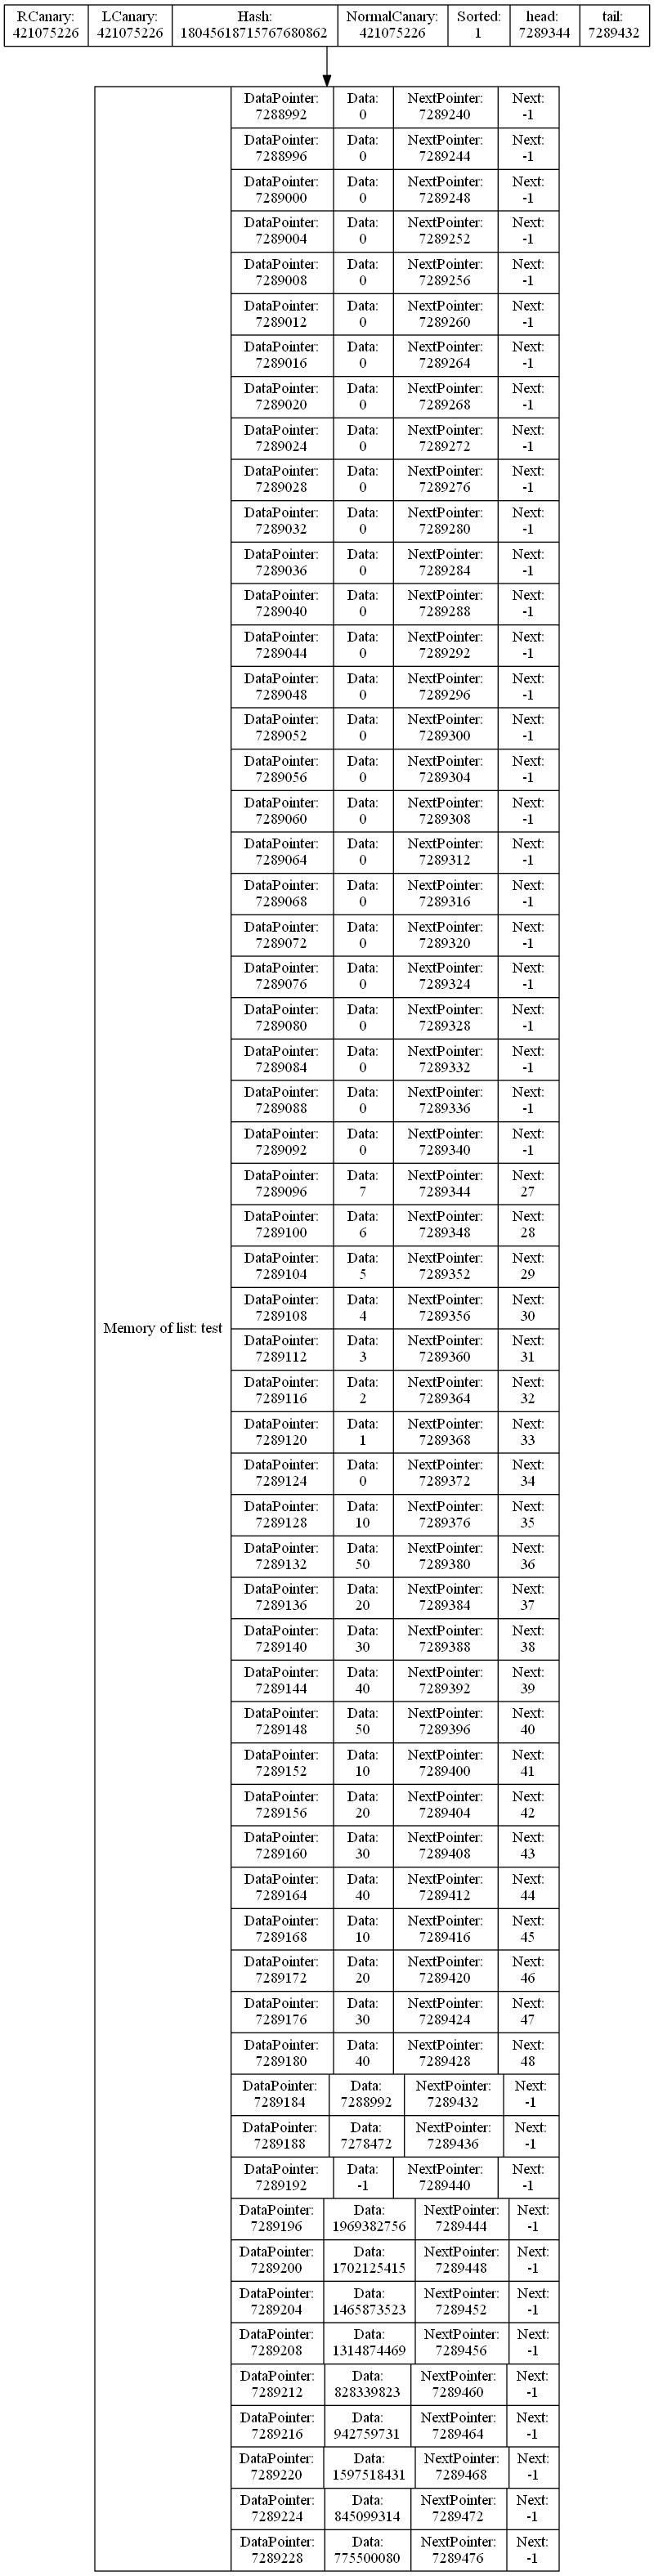 RCanary: LCanary: Hash: NormalCanary: Sorted: head: tail:
421075226 421075226 18045618715767680862 421075226 1 7289344 7289432
DataPointer: Data: NextPointer: Next:
7288992 0 7289240 -1
DataPointer: Data: NextPointer: Next:
7288996 0 7289244 -1
DataPointer: Data: NextPointer: Next:
7289000 0 7289248 -1
DataPointer: Data: NextPointer: Next:
7289004 0 7289252 -1
DataPointer: Data: NextPointer: Next:
7289008 0 7289256 -1
DataPointer: Data: NextPointer: Next:
7289012 0 7289260 -1
DataPointer: Data: NextPointer: Next:
7289016 0 7289264 -1
DataPointer: Data: NextPointer: Next:
7289020 0 7289268 -1
DataPointer: Data: NextPointer: Next:
7289024 0 7289272 -1
DataPointer: Data: NextPointer: Next:
7289028 0 7289276 -1
DataPointer: Data: NextPointer: Next:
7289032 0 7289280 -1
DataPointer: Data: NextPointer: Next:
7289036 0 7289284 -1
DataPointer: Data: NextPointer: Next:
7289040 0 7289288 -1
DataPointer: Data: NextPointer: Next:
7289044 0 7289292 -1
DataPointer: Data: NextPointer: Next:
7289048 0 7289296 -1
DataPointer: Data: NextPointer: Next:
7289052 0 7289300 -1
DataPointer: Data: NextPointer: Next:
7289056 0 7289304 -1
DataPointer: Data: NextPointer: Next:
7289060 0 7289308 -1
DataPointer: Data: NextPointer: Next:
7289064 0 7289312 -1
DataPointer: Data: NextPointer: Next:
7289068 0 7289316 -1
DataPointer: Data: NextPointer: Next:
7289072 0 7289320 -1
DataPointer: Data: NextPointer: Next:
7289076 0 7289324 -1
DataPointer: Data: NextPointer: Next:
7289080 0 7289328 -1
DataPointer: Data: NextPointer: Next:
7289084 0 7289332 -1
DataPointer: Data: NextPointer: Next:
7289088 0 7289336 -1
DataPointer: Data: NextPointer: Next:
7289092 0 7289340 -1
DataPointer: Data: NextPointer: Next:
7289096 7 7289344 27
DataPointer: Data: NextPointer: Next:
7289100 6 7289348 28
DataPointer: Data: NextPointer: Next:
7289104 5 7289352 29
DataPointer: Data: NextPointer: Next:
7289108 4 7289356 30
Memory of list: test
DataPointer: Data: NextPointer: Next:
7289112 3 7289360 31
DataPointer: Data: NextPointer: Next:
7289116 2 7289364 32
DataPointer: Data: NextPointer: Next:
7289120 1 7289368 33
DataPointer: Data: NextPointer: Next:
7289124 0 7289372 34
DataPointer: Data: NextPointer: Next:
7289128 10 7289376 35
DataPointer: Data: NextPointer: Next:
7289132 50 7289380 36
DataPointer: Data: NextPointer: Next:
7289136 20 7289384 37
DataPointer: Data: NextPointer: Next:
7289140 30 7289388 38
DataPointer: Data: NextPointer: Next:
7289144 40 7289392 39
DataPointer: Data: NextPointer: Next:
7289148 50 7289396 40
DataPointer: Data: NextPointer: Next:
7289152 10 7289400 41
DataPointer: Data: NextPointer: Next:
7289156 20 7289404 42
DataPointer: Data: NextPointer: Next:
7289160 30 7289408 43
DataPointer: Data: NextPointer: Next:
7289164 40 7289412 44
DataPointer: Data: NextPointer: Next:
7289168 10 7289416 45
DataPointer: Data: NextPointer: Next:
7289172 20 7289420 46
DataPointer: Data: NextPointer: Next:
7289176 30 7289424 47
DataPointer: Data: NextPointer: Next:
7289180 40 7289428 48
DataPointer: Data: NextPointer: Next:
7289184 7288992 7289432 -1
DataPointer: Data: NextPointer: Next:
7289188 7278472 7289436 -1
DataPointer: Data: NextPointer: Next:
7289192 -1 7289440 -1
DataPointer: Data: NextPointer: Next:
7289196 1969382756 7289444 -1
DataPointer: Data: NextPointer: Next:
7289200 1702125415 7289448 -1
DataPointer: Data: NextPointer: Next:
7289204 1465873523 7289452 -1
DataPointer: Data: NextPointer: Next:
7289208 1314874469 7289456 -1
DataPointer: Data: NextPointer: Next:
7289212 828339823 7289460 -1
DataPointer: Data: NextPointer: Next:
7289216 942759731 7289464 -1
DataPointer: Data: NextPointer: Next:
7289220 1597518431 7289468 -1
DataPointer: Data: NextPointer: Next:
7289224 845099314 7289472 -1
DataPointer: Data: NextPointer: Next:
7289228 775500080 7289476 -1